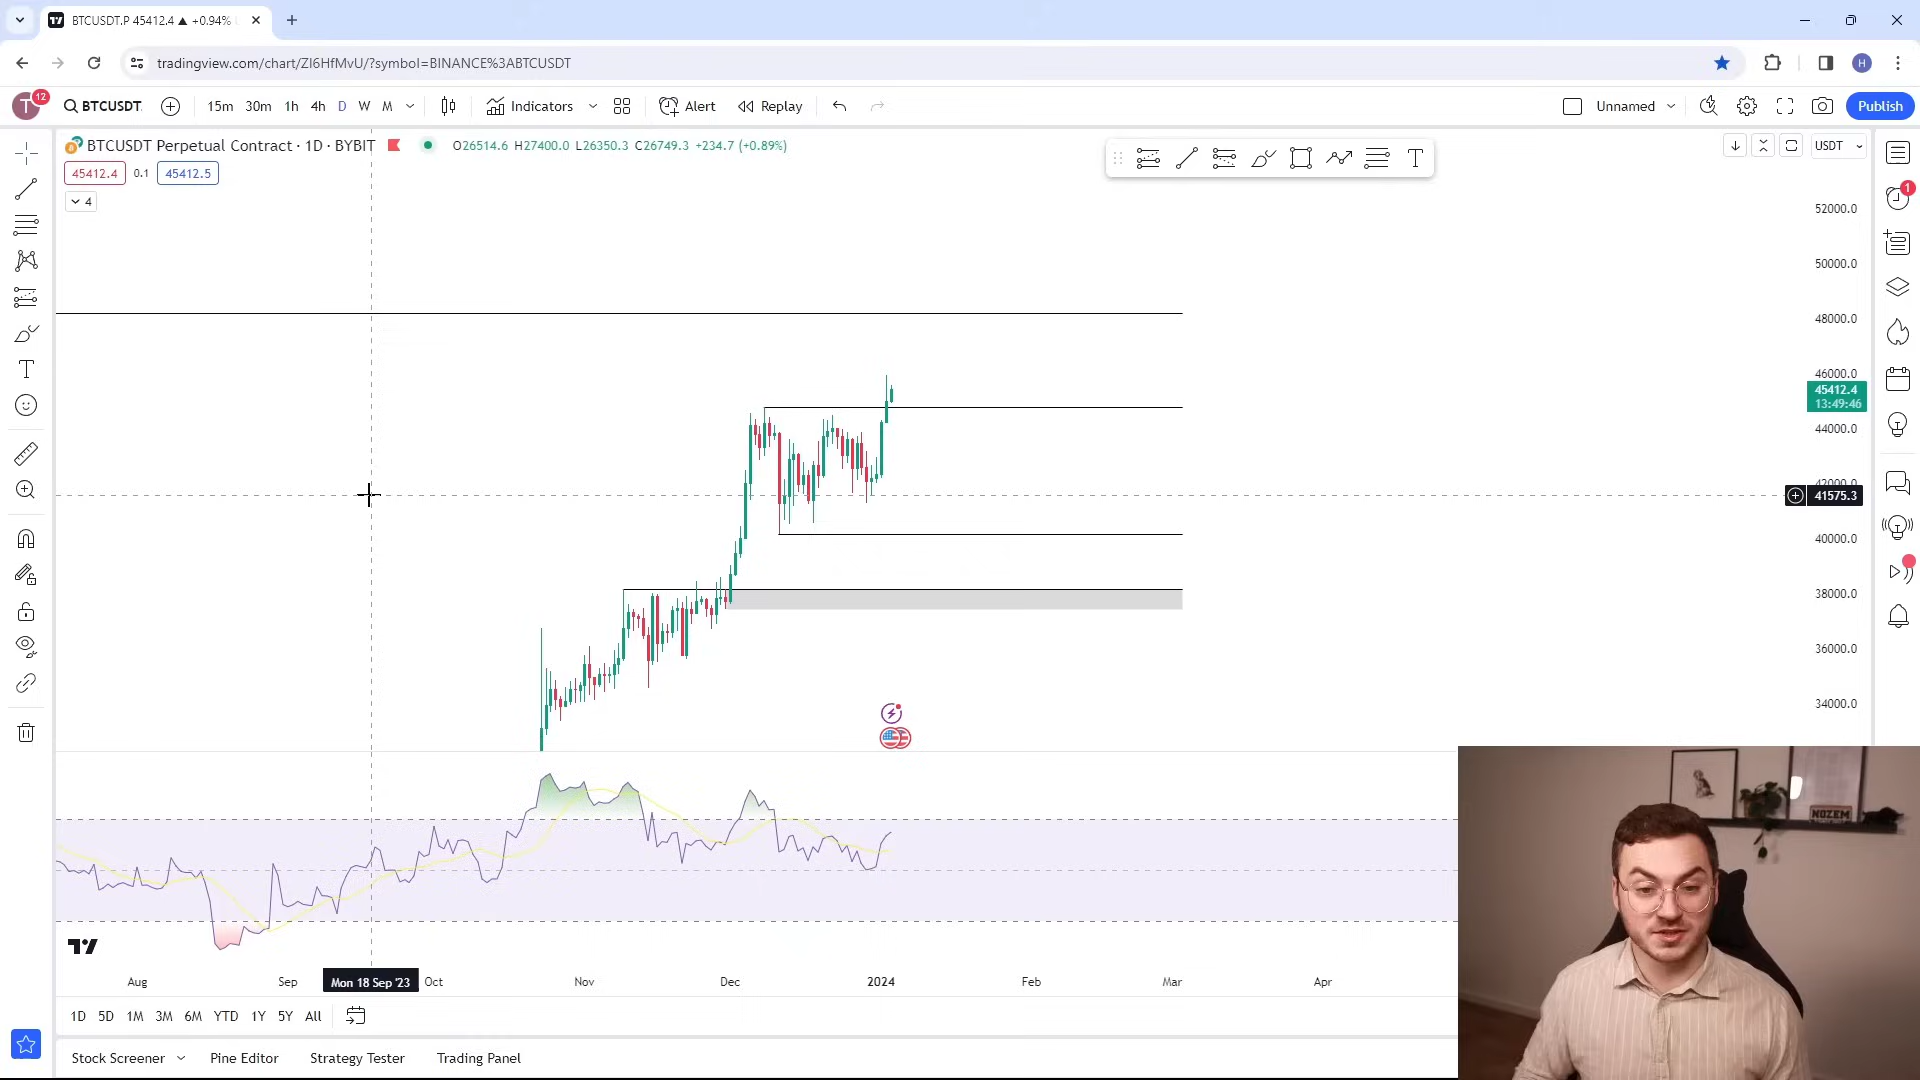 BTCUSDT.P 45412.4 ▲ +0.94%
tradingview.com/chart/ZI6HfMvU/?symbol=BINANCE%3ABTCUSDT
H
T
12
BTCUSDT.
15m 30m 1h 4h D W M
Indicators
Alert
Replay
Unnamed
Publish
BTCUSDT Perpetual Contract · 1D · BYBIT
O26514.6 H27400.0 L26350.3 C26749.3 +234.7 (+0.89%)
USDT
45412.4 0.1 45412.5
4
T
1
52000.0
50000.0
48000.0
46000.0
45412.4
13:49:46
44000.0
42000.0
41575.3
40000.0
38000.0
36000.0
34000.0
NOZEM
Aug Sep Mon 18 Sep '23 Oct Nov Dec 2024 Feb Mar Apr
1D 5D 1M 3M 6M YTD 1Y 5Y All
Stock Screener Pine Editor Strategy Tester Trading Panel